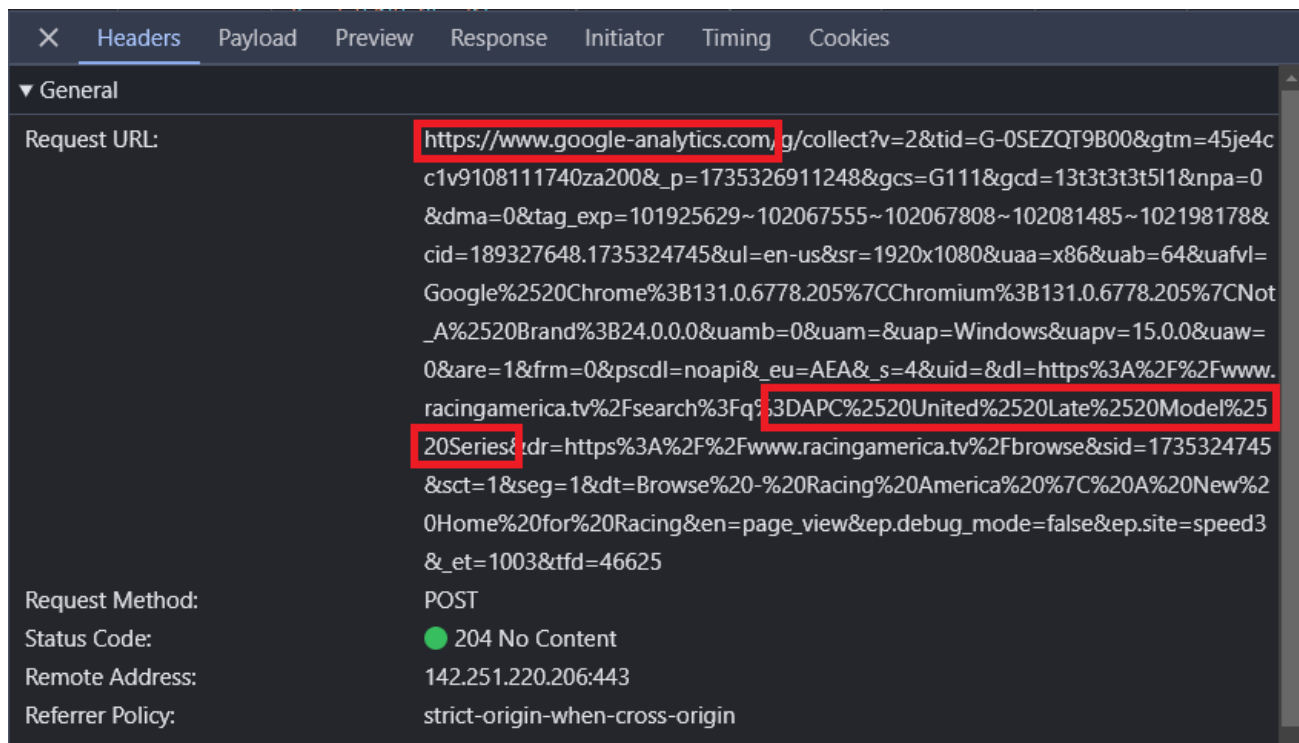 Headers Payload Preview Response Initiator Timing Cookies
General
Request URL: https://www.google-analytics.com/g/collect?v=2&tid=G-0SEZQT9B00&gtm=45je4c
c1v9108111740za200&_p=1735326911248&gcs=G111&gcd=13t3t3t3t5l1&npa=0
&dma=0&tag_exp=101925629~102067555~102067808~102081485~102198178&
cid=189327648.1735324745&ul=en-us&sr=1920x1080&uaa=x86&uab=64&uafvl=
Google%2520Chrome%3B131.0.6778.205%7CChromium%3B131.0.6778.205%7CNot
_A%2520Brand%3B24.0.0.0&uamb=0&uam=&uap=Windows&uapv=15.0.0&uaw=
0&are=1&frm=0&pscdl=noapi&_eu=AEA&_s=4&uid=&dl=https%3A%2F%2Fwww.
racingamerica.tv%2Fsearch%3Fq%3DAPC%2520United%2520Late%2520Model%25
20Series&dr=https%3A%2F%2Fwww.racingamerica.tv%2Fbrowse&sid=1735324745
&sct=1&seg=1&dt=Browse%20-%20Racing%20America%20%7C%20A%20New%2
0Home%20for%20Racing&en=page_view&ep.debug_mode=false&ep.site=speed3
&_et=1003&tfd=46625
Request Method: POST
Status Code: 204 No Content
Remote Address: 142.251.220.206:443
Referrer Policy: strict-origin-when-cross-origin